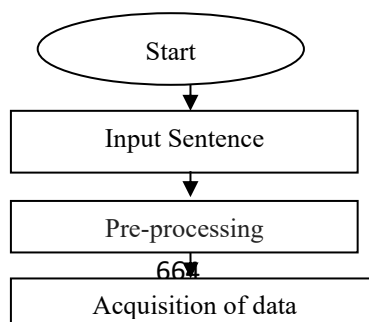 Start
Input Sentence
Pre-processing
664
Acquisition of data